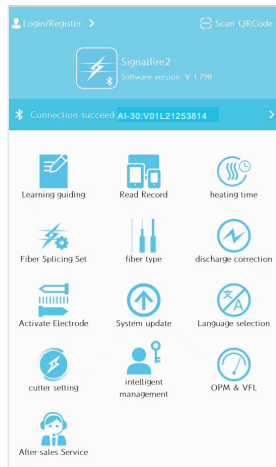 Login/Register >
Scan QRCode
Signalfire2
Software version: V 1.798
Connection succeed AI-30:V01L21253814 >
Learning guiding
Read Record
heating time
Fiber Splicing Set
fiber type
discharge correction
Activate Electrode
System update
Language selection
cutter setting
intelligent
management
OPM & VFL
After-sales Service